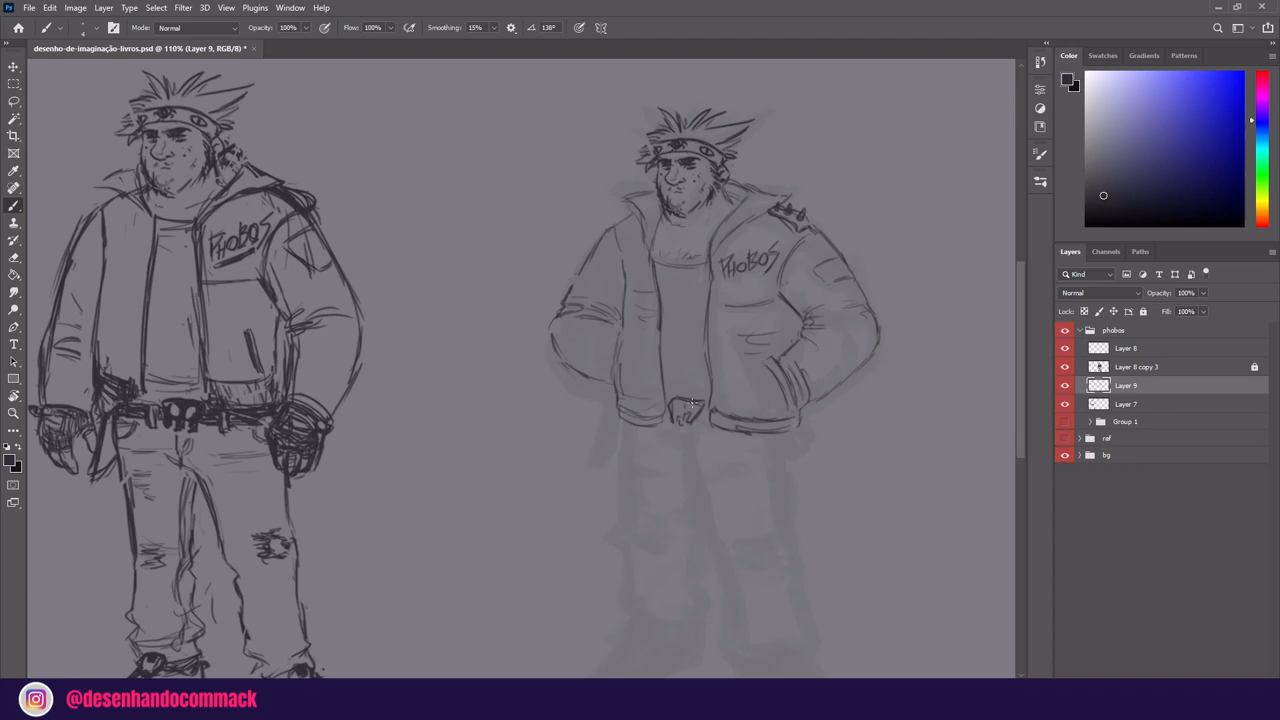 File Edit Image Layer Type Select Filter 3D View Plugins Window Help
4 Mode: Normal Opacity: 100% Flow: 100% Smoothing: 15% 138°
desenho-de-imaginação-livros.psd @ 110% (Layer 9, RGB/8) *
Color Swatches Gradients Patterns
PHOBOS
PHOBOS
Layers Channels Paths
Kind
Normal Opacity: 100%
Lock: Fill: 100%
phobos
Layer 8
Layer 8 copy 3
Layer 9
Layer 7
Group 1
ref
bg
@desenhandocommack